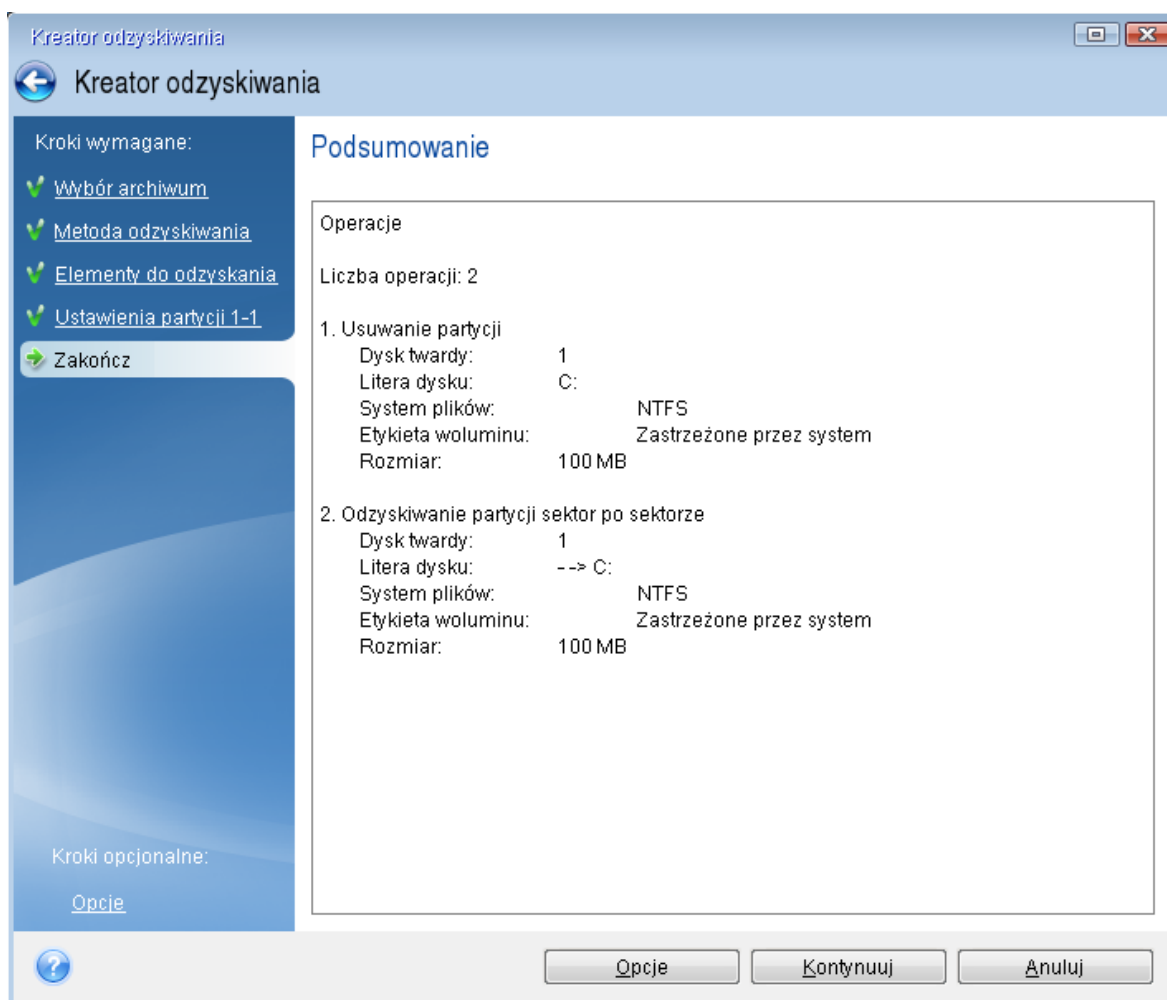 Kreator odzyskiwania
Kreator odzyskiwania
Kroki wymagane:
Wybór archiwum
Metoda odzyskiwania
Elementy do odzyskania
Ustawienia partycji 1-1
Zakończ
Kroki opcjonalne:
Opcje
Podsumowanie
Operacje
Liczba operacji: 2
1. Usuwanie partycji
Dysk twardy: 1
Litera dysku: C:
System plików: NTFS
Etykieta woluminu: Zastrzeżone przez system
Rozmiar: 100 MB
2. Odzyskiwanie partycji sektor po sektorze
Dysk twardy: 1
Litera dysku: --> C:
System plików: NTFS
Etykieta woluminu: Zastrzeżone przez system
Rozmiar: 100 MB
Opcje Kontynuuj Anuluj